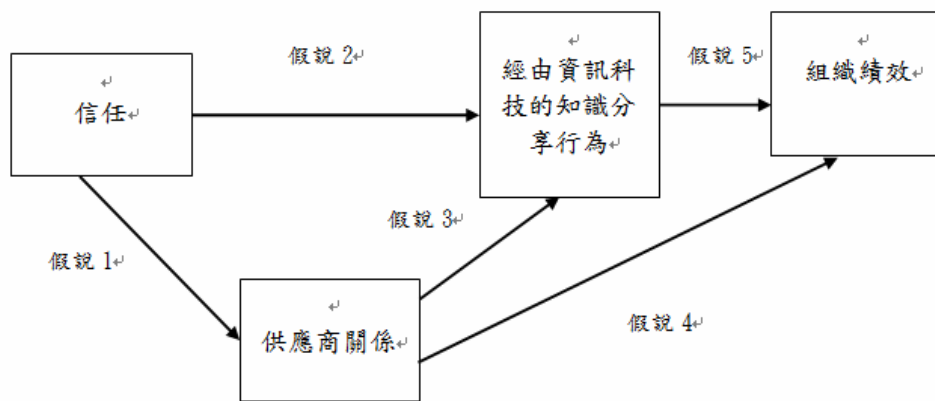 假說 2
信任
經由資訊科
技的知識分
享行為
假說 5
組織績效
假說 1
假說 3
供應商關係
假說 4